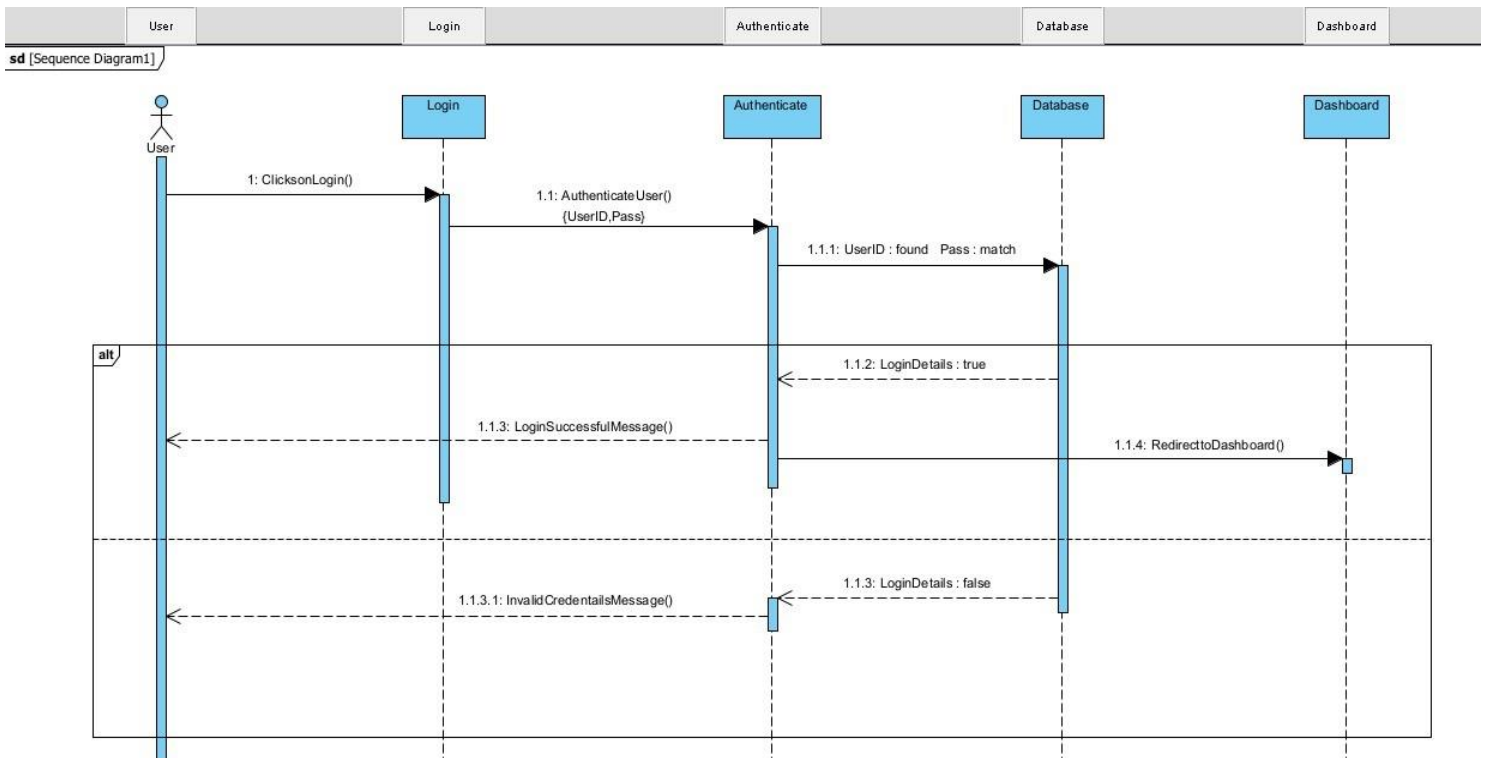 User
Login
Authenticate
Database
Dashboard
sd [Sequence Diagram1]
Login
Authenticate
Database
Dashboard
User
1: ClicksonLogin()
1.1: AuthenticateUser()
{UserID,Pass}
1.1.1: UserID : found Pass : match
alt
1.1.2: LoginDetails : true
1.1.3: LoginSuccessfulMessage()
1.1.4: RedirecttoDashboard()
1.1.3: LoginDetails : false
1.1.3.1: InvalidCredentailsMessage()